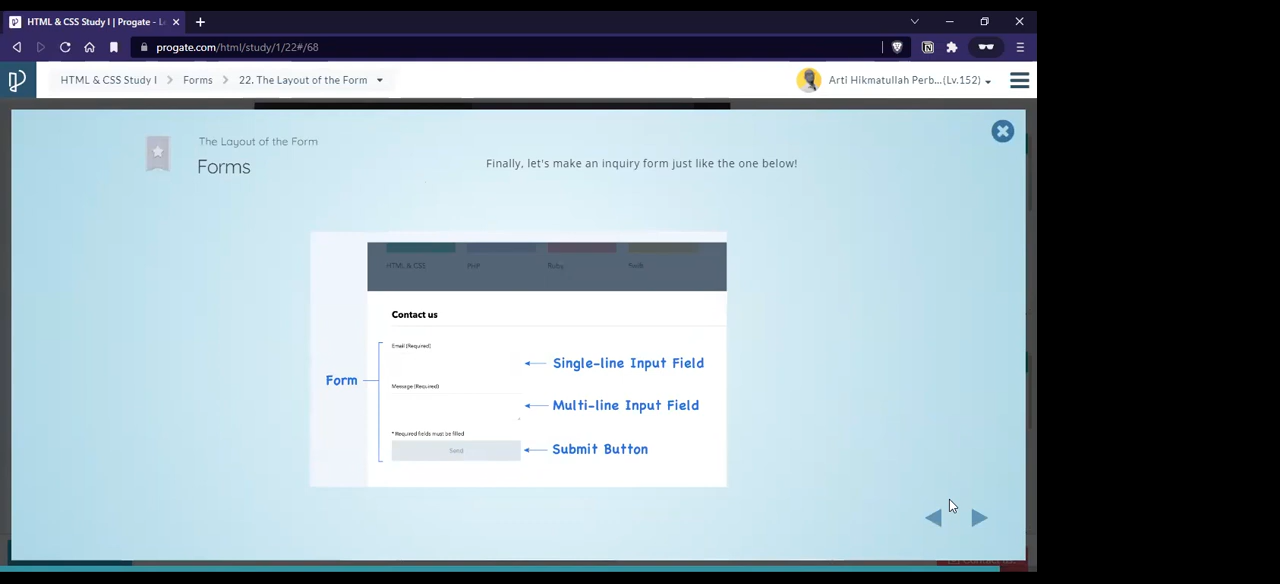 HTML & CSS Study I | Progate - L
progate.com/html/study/1/22#/68
HTML & CSS Study I
Forms
22. The Layout of the Form
Arti Hikmatullah Perb...(Lv.152)
The Layout of the Form
Forms
Finally, let's make an inquiry form just like the one below!
HTML & CSS
PHP
Ruby
Swift
Contact us
Email (Required)
Single-line Input Field
Form
Message (Required)
Multi-line Input Field
* Required fields must be filled
Send
Submit Button